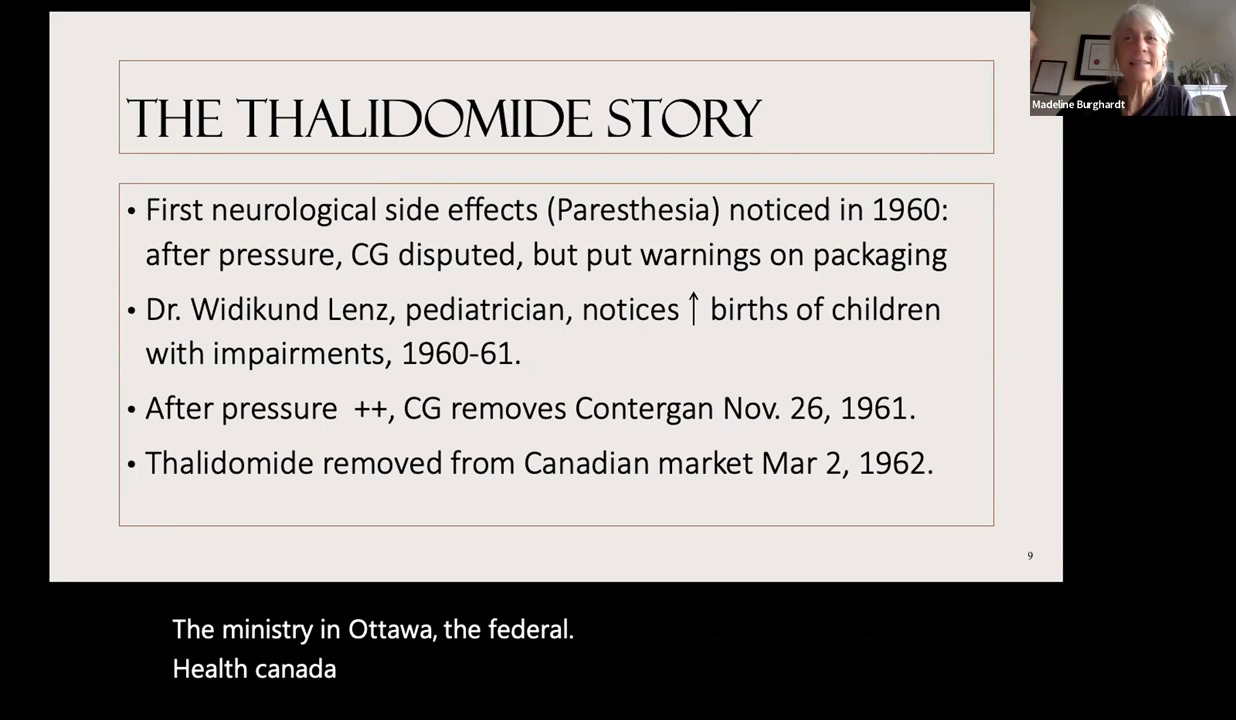 THE THALIDOMIDE STORY
Madeline Burghardt
• First neurological side effects (Paresthesia) noticed in 1960:
after pressure, CG disputed, but put warnings on packaging
• Dr. Widikund Lenz, pediatrician, notices ↑ births of children
with impairments, 1960-61.
• After pressure ++, CG removes Contergan Nov. 26, 1961.
• Thalidomide removed from Canadian market Mar 2, 1962.
9
The ministry in Ottawa, the federal.
Health canada